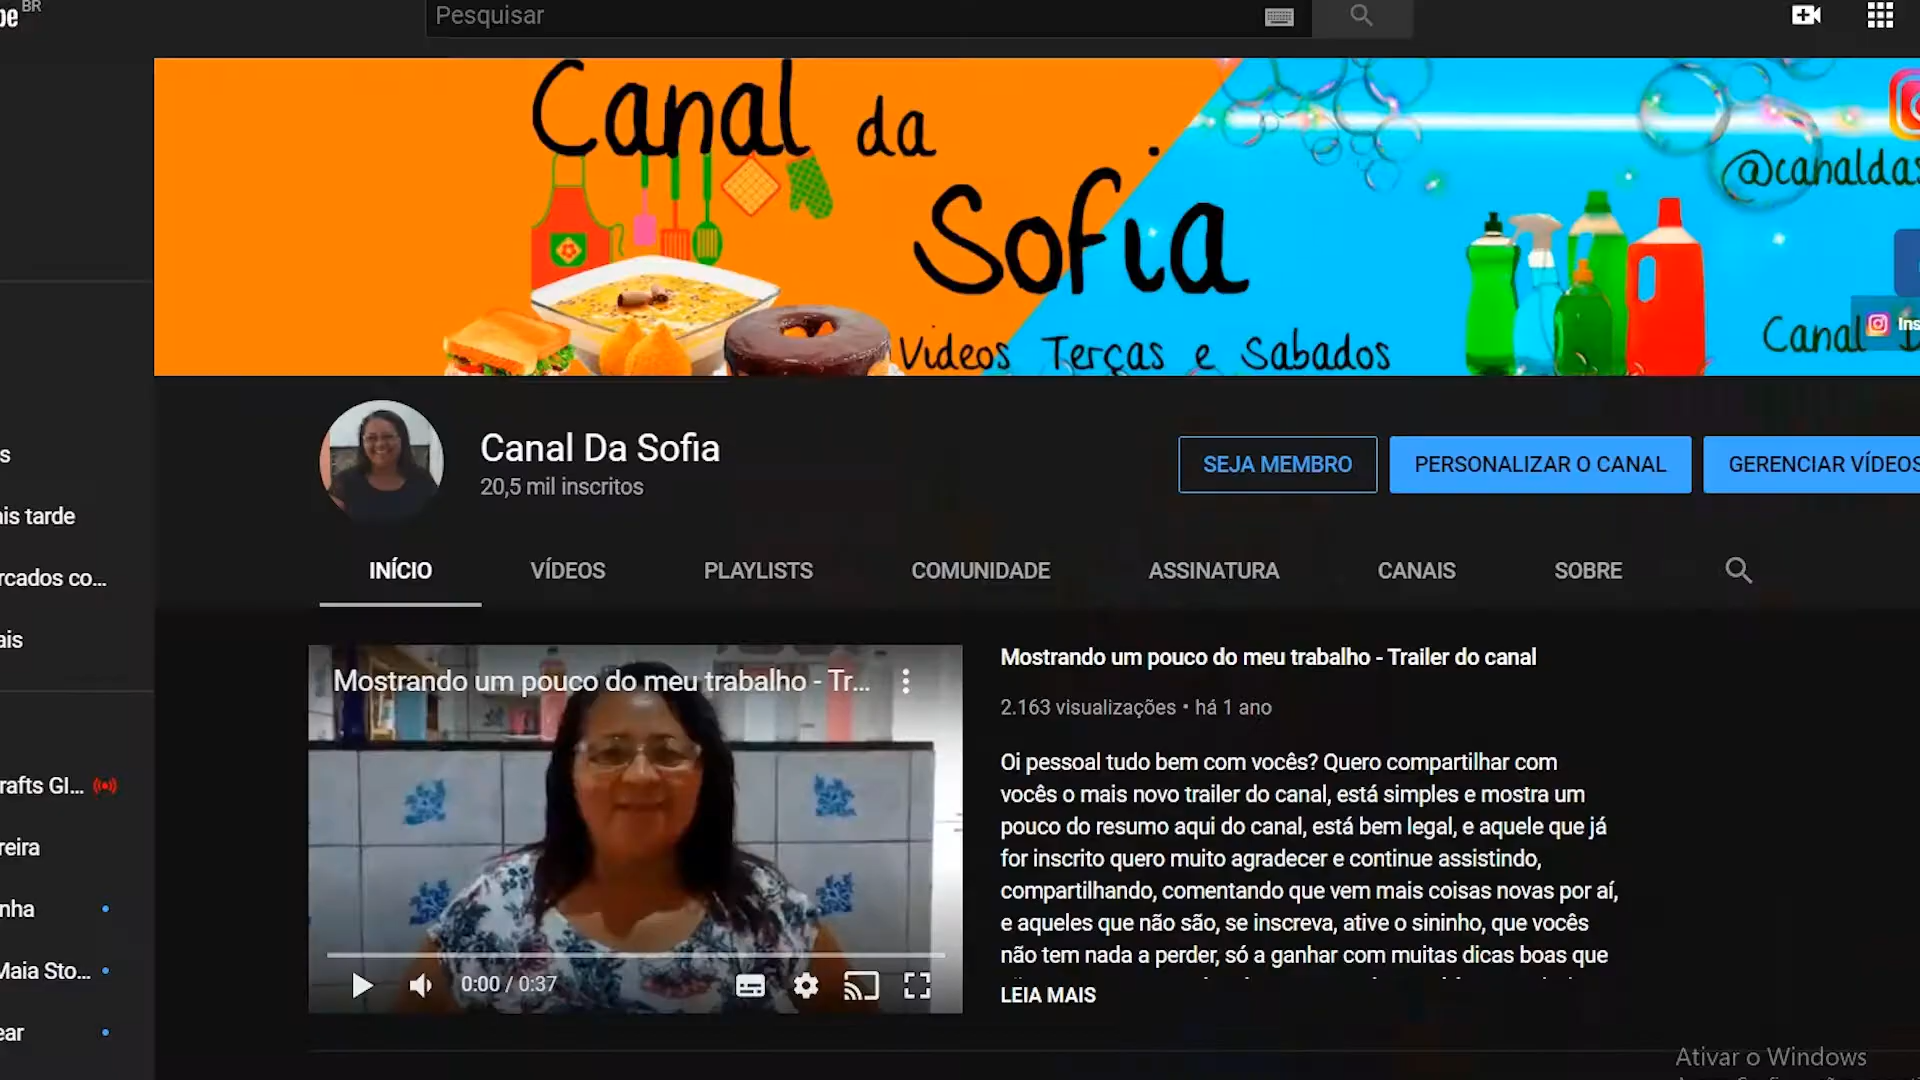 BR
Pesquisar
Canal da
Sofia
Videos Terças e Sabados
@canaldas
Canal D
Ins
Canal Da Sofia
20,5 mil inscritos
SEJA MEMBRO
PERSONALIZAR O CANAL
GERENCIAR VÍDEOS
INÍCIO
VÍDEOS
PLAYLISTS
COMUNIDADE
ASSINATURA
CANAIS
SOBRE
s
ais tarde
rcados co...
ais
rafts Gl...
reira
nha
Maia Sto...
ear
Mostrando um pouco do meu trabalho - Tr...
0:00 / 0:37
Mostrando um pouco do meu trabalho - Trailer do canal
2.163 visualizações • há 1 ano
Oi pessoal tudo bem com vocês? Quero compartilhar com
vocês o mais novo trailer do canal, está simples e mostra um
pouco do resumo aqui do canal, está bem legal, e aquele que já
for inscrito quero muito agradecer e continue assistindo,
compartilhando, comentando que vem mais coisas novas por aí,
e aqueles que não são, se inscreva, ative o sininho, que vocês
não tem nada a perder, só a ganhar com muitas dicas boas que
LEIA MAIS
Ativar o Windows